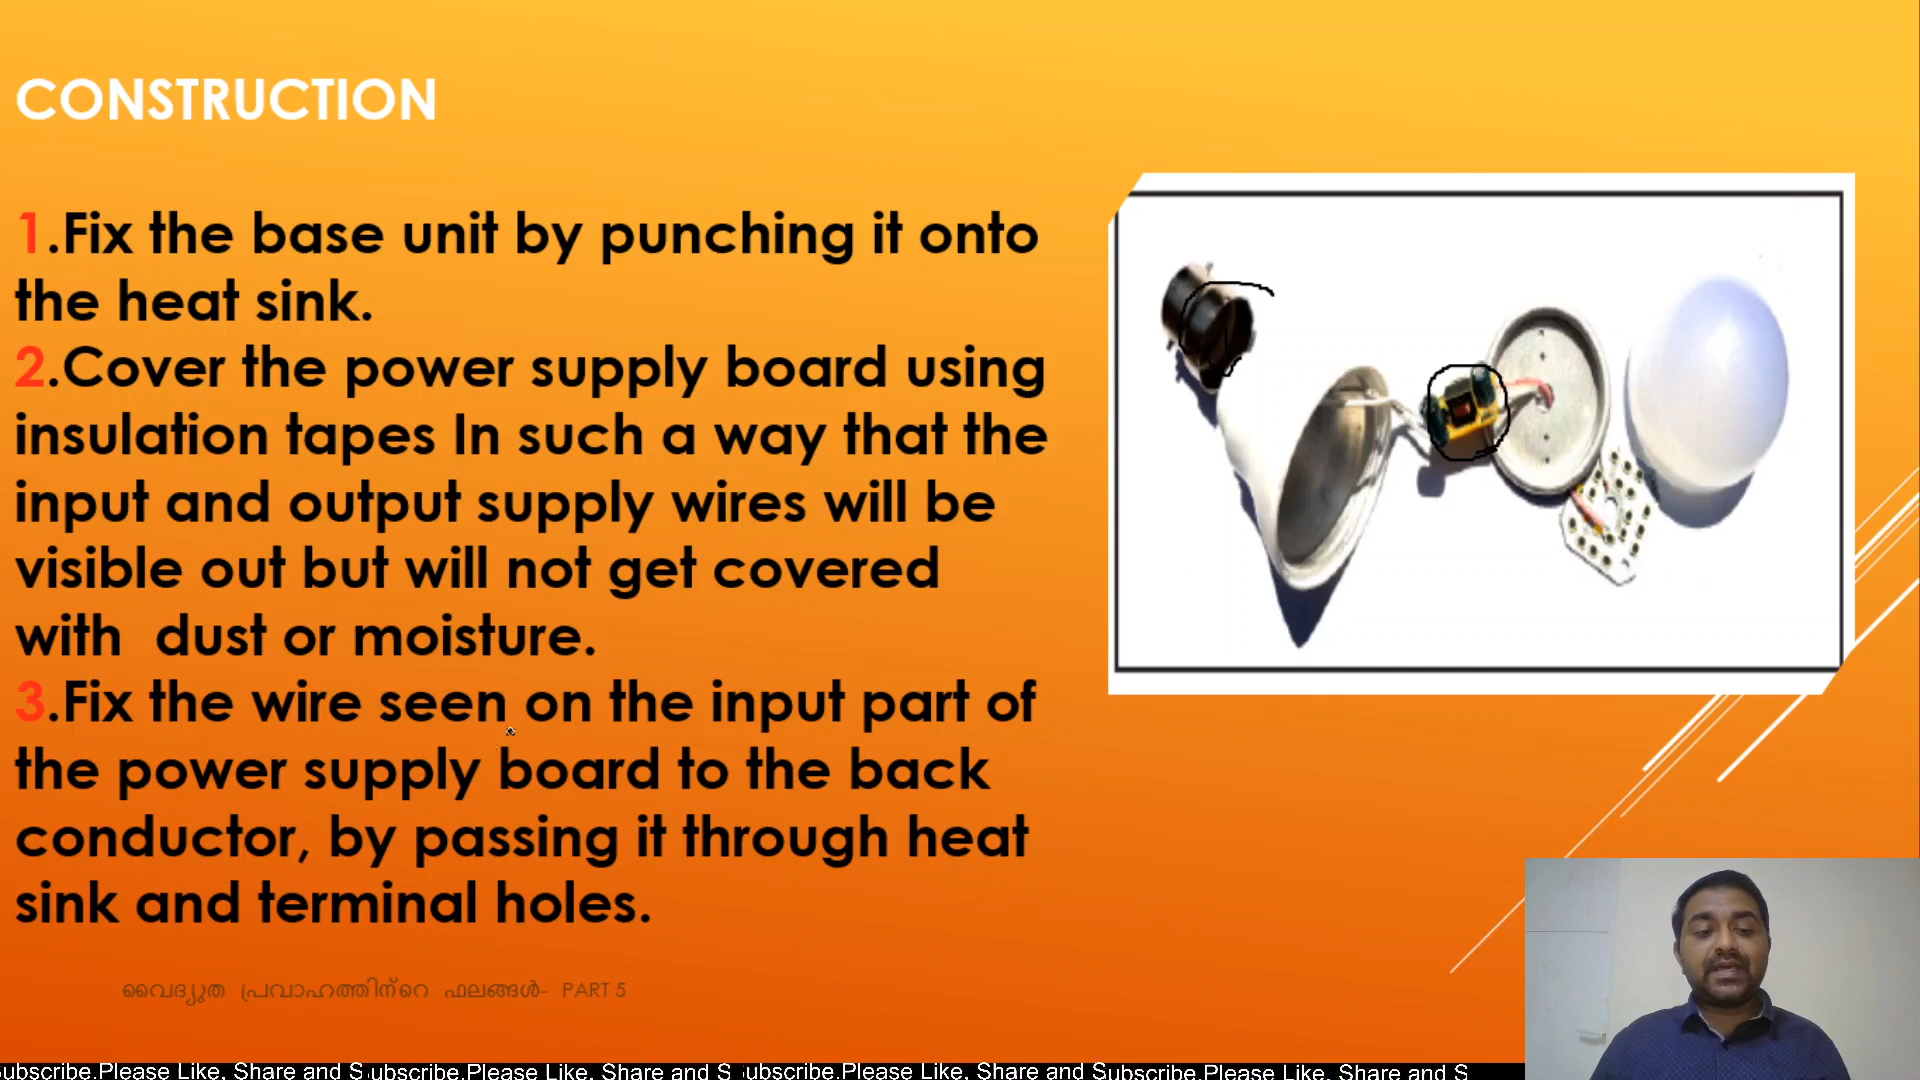 CONSTRUCTION
1.Fix the base unit by punching it onto
the heat sink.
2.Cover the power supply board using
insulation tapes In such a way that the
input and output supply wires will be
visible out but will not get covered
with  dust or moisture.
3.Fix the wire seen on the input part of
the power supply board to the back
conductor, by passing it through heat
sink and terminal holes.
വൈദ്യുത പ്രവാഹത്തിന്റെ ഫലങ്ങൾ- PART 5
ubscribe.Please Like, Share and S ubscribe.Please Like, Share and S ubscribe.Please Like, Share and Subscribe.Please Like, Share and S